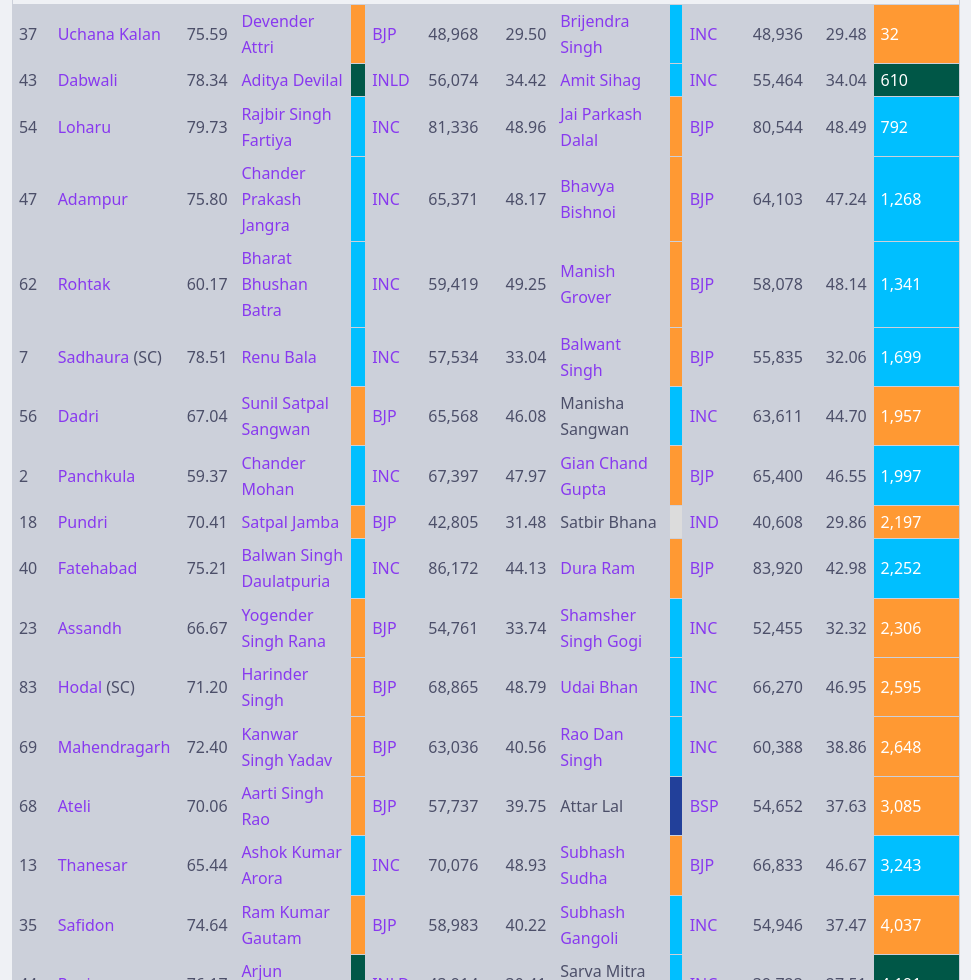 37 Uchana Kalan 75.59 Devender Attri BJP 48,968 29.50 Brijendra Singh INC 48,936 29.48 32
43 Dabwali 78.34 Aditya Devilal INLD 56,074 34.42 Amit Sihag INC 55,464 34.04 610
54 Loharu 79.73 Rajbir Singh Fartiya INC 81,336 48.96 Jai Parkash Dalal BJP 80,544 48.49 792
47 Adampur 75.80 Chander Prakash Jangra INC 65,371 48.17 Bhavya Bishnoi BJP 64,103 47.24 1,268
62 Rohtak 60.17 Bharat Bhushan Batra INC 59,419 49.25 Manish Grover BJP 58,078 48.14 1,341
7 Sadhaura (SC) 78.51 Renu Bala INC 57,534 33.04 Balwant Singh BJP 55,835 32.06 1,699
56 Dadri 67.04 Sunil Satpal Sangwan BJP 65,568 46.08 Manisha Sangwan INC 63,611 44.70 1,957
2 Panchkula 59.37 Chander Mohan INC 67,397 47.97 Gian Chand Gupta BJP 65,400 46.55 1,997
18 Pundri 70.41 Satpal Jamba BJP 42,805 31.48 Satbir Bhana IND 40,608 29.86 2,197
40 Fatehabad 75.21 Balwan Singh Daulatpuria INC 86,172 44.13 Dura Ram BJP 83,920 42.98 2,252
23 Assandh 66.67 Yogender Singh Rana BJP 54,761 33.74 Shamsher Singh Gogi INC 52,455 32.32 2,306
83 Hodal (SC) 71.20 Harinder Singh BJP 68,865 48.79 Udai Bhan INC 66,270 46.95 2,595
69 Mahendragarh 72.40 Kanwar Singh Yadav BJP 63,036 40.56 Rao Dan Singh INC 60,388 38.86 2,648
68 Ateli 70.06 Aarti Singh Rao BJP 57,737 39.75 Attar Lal BSP 54,652 37.63 3,085
13 Thanesar 65.44 Ashok Kumar Arora INC 70,076 48.93 Subhash Sudha BJP 66,833 46.67 3,243
35 Safidon 74.64 Ram Kumar Gautam BJP 58,983 40.22 Subhash Gangoli INC 54,946 37.47 4,037
Arjun Sarva Mitra